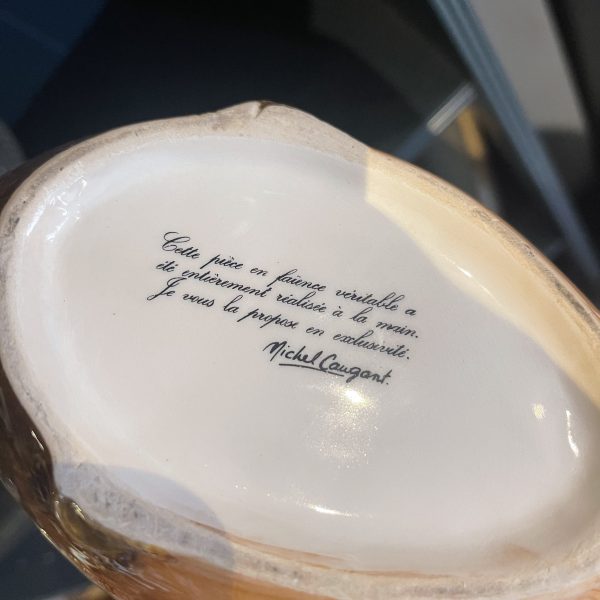 Cette pièce en faïence véritable a
été entièrement réalisée à la main.
Je vous la propose en exclusivité.
Michel Caugant.